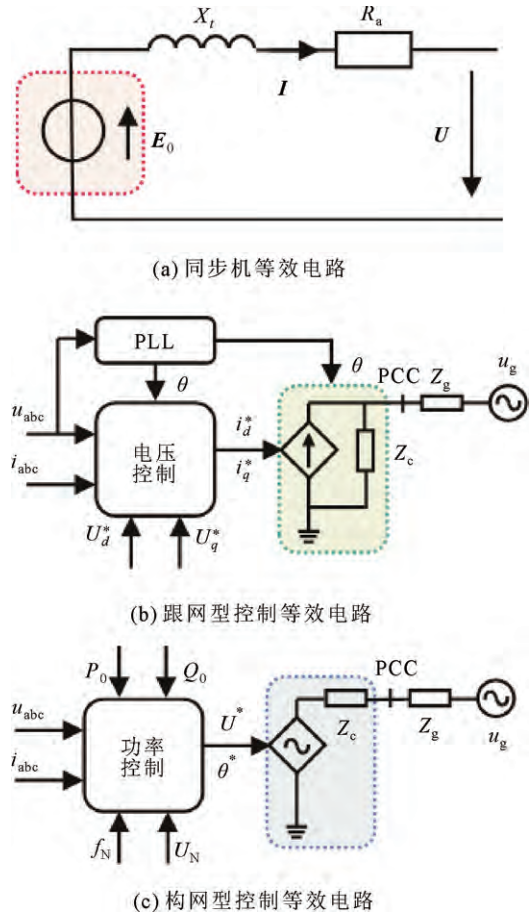 X_t
R_a
I
E_0
U
(a)同步机等效电路
PLL
θ
θ
u_abc
i_abc
电压
控制
i_d^*
i_q^*
PCC
Z_g
u_g
Z_c
U_d^*
U_q^*
(b)跟网型控制等效电路
P_0
Q_0
u_abc
i_abc
功率
控制
U^*
θ^*
Z_c
PCC
Z_g
u_g
f_N
U_N
(c)构网型控制等效电路